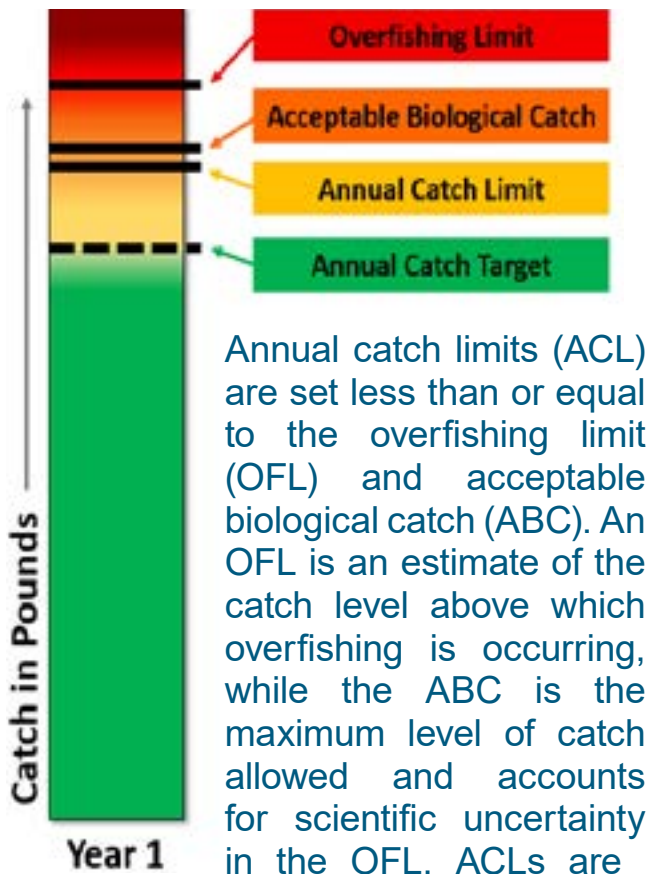 Overfishing Limit
Acceptable Biological Catch
Annual Catch Limit
Annual Catch Target
Catch in Pounds
Year 1
Annual catch limits (ACL)
are set less than or equal
to the overfishing limit
(OFL) and acceptable
biological catch (ABC). An
OFL is an estimate of the
catch level above which
overfishing is occurring,
while the ABC is the
maximum level of catch
allowed and accounts
for scientific uncertainty
in the OFL. ACLs are